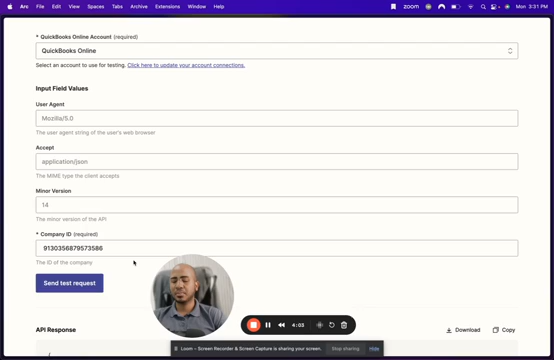 Arc File Edit View Spaces Tabs Archive Extensions Window Help zoom Mon 3:31 PM
* QuickBooks Online Account (required)
QuickBooks Online
Select an account to use for testing. Click here to update your account connections.
Input Field Values
User Agent
Mozilla/5.0
The user agent string of the user's web browser
Accept
application/json
The MIME type the client accepts
Minor Version
14
The minor version of the API
* Company ID (required)
9130356879573586
The ID of the company
Send test request
4:03
API Response
Download Copy
Loom – Screen Recorder & Screen Capture is sharing your screen. Stop sharing Hide
{